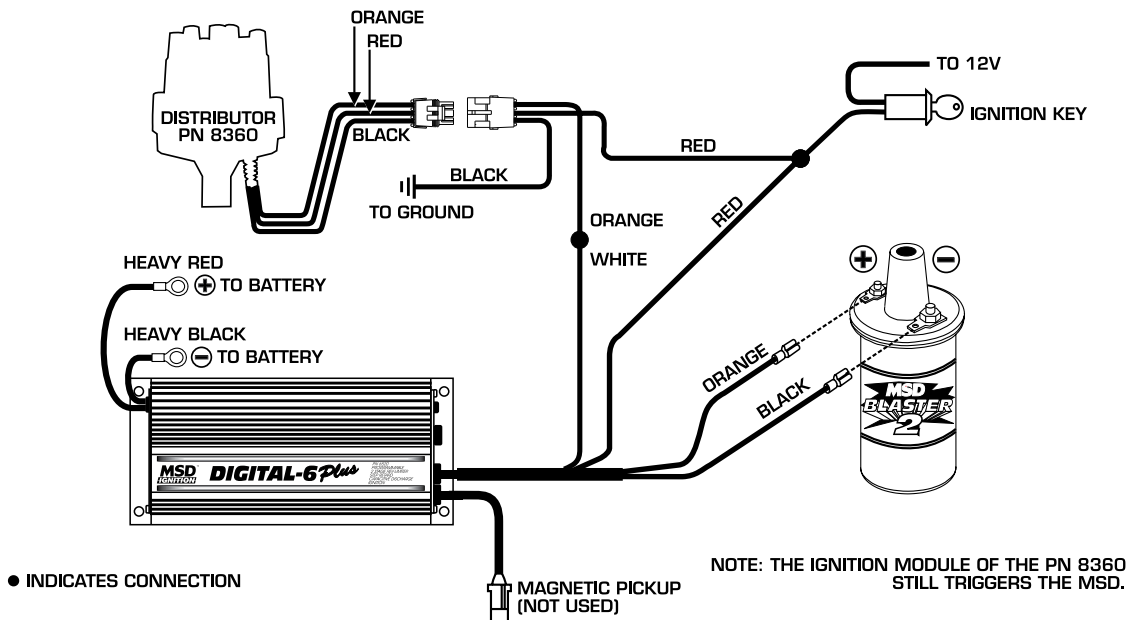 ORANGE
RED
DISTRIBUTOR
PN 8360
BLACK
TO 12V
IGNITION KEY
RED
BLACK
TO GROUND
RED
ORANGE
WHITE
HEAVY RED
+ TO BATTERY
HEAVY BLACK
− TO BATTERY
+
−
ORANGE
BLACK
MSD
BLASTER
2
MSD
IGNITION
DIGITAL-6 Plus
● INDICATES CONNECTION
MAGNETIC PICKUP
(NOT USED)
NOTE: THE IGNITION MODULE OF THE PN 8360
STILL TRIGGERS THE MSD.